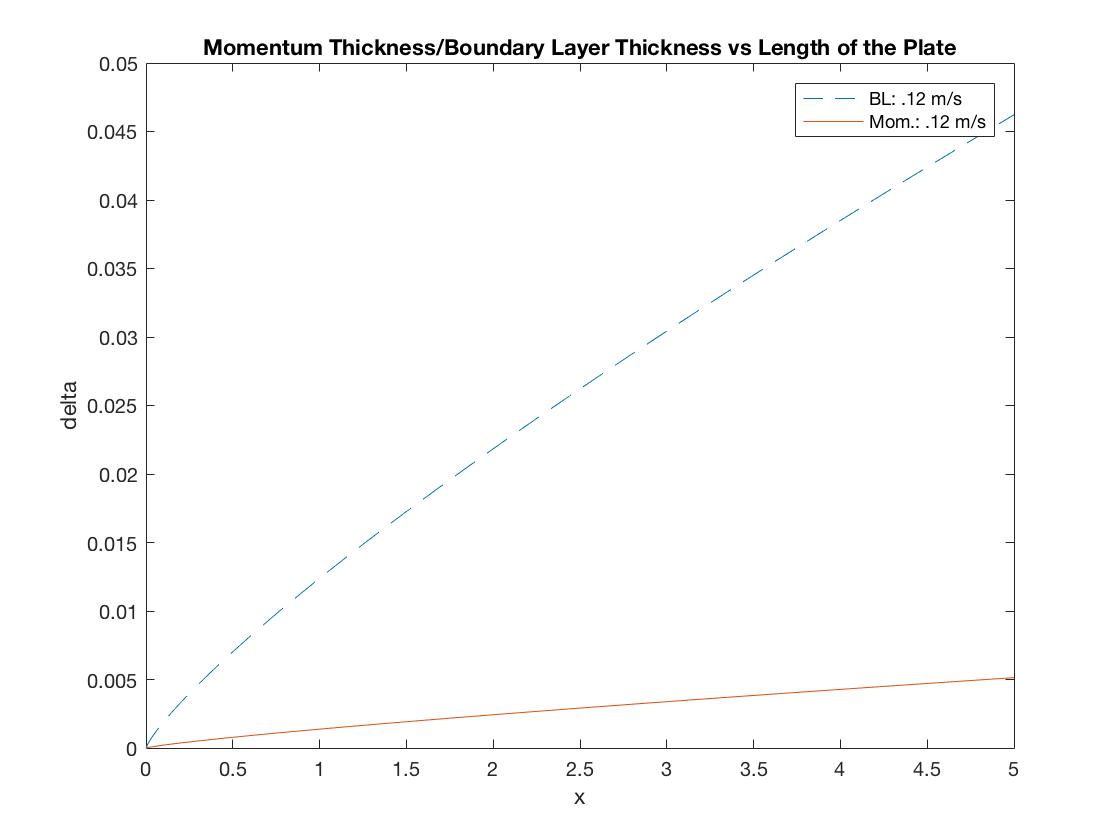 Momentum Thickness/Boundary Layer Thickness vs Length of the Plate
0.05
BL: .12 m/s
Mom.: .12 m/s
0.045
0.04
0.035
0.03
0.025
delta
0.02
0.015
0.01
0.005
0
0 0.5 1 1.5 2 2.5 3 3.5 4 4.5 5
x